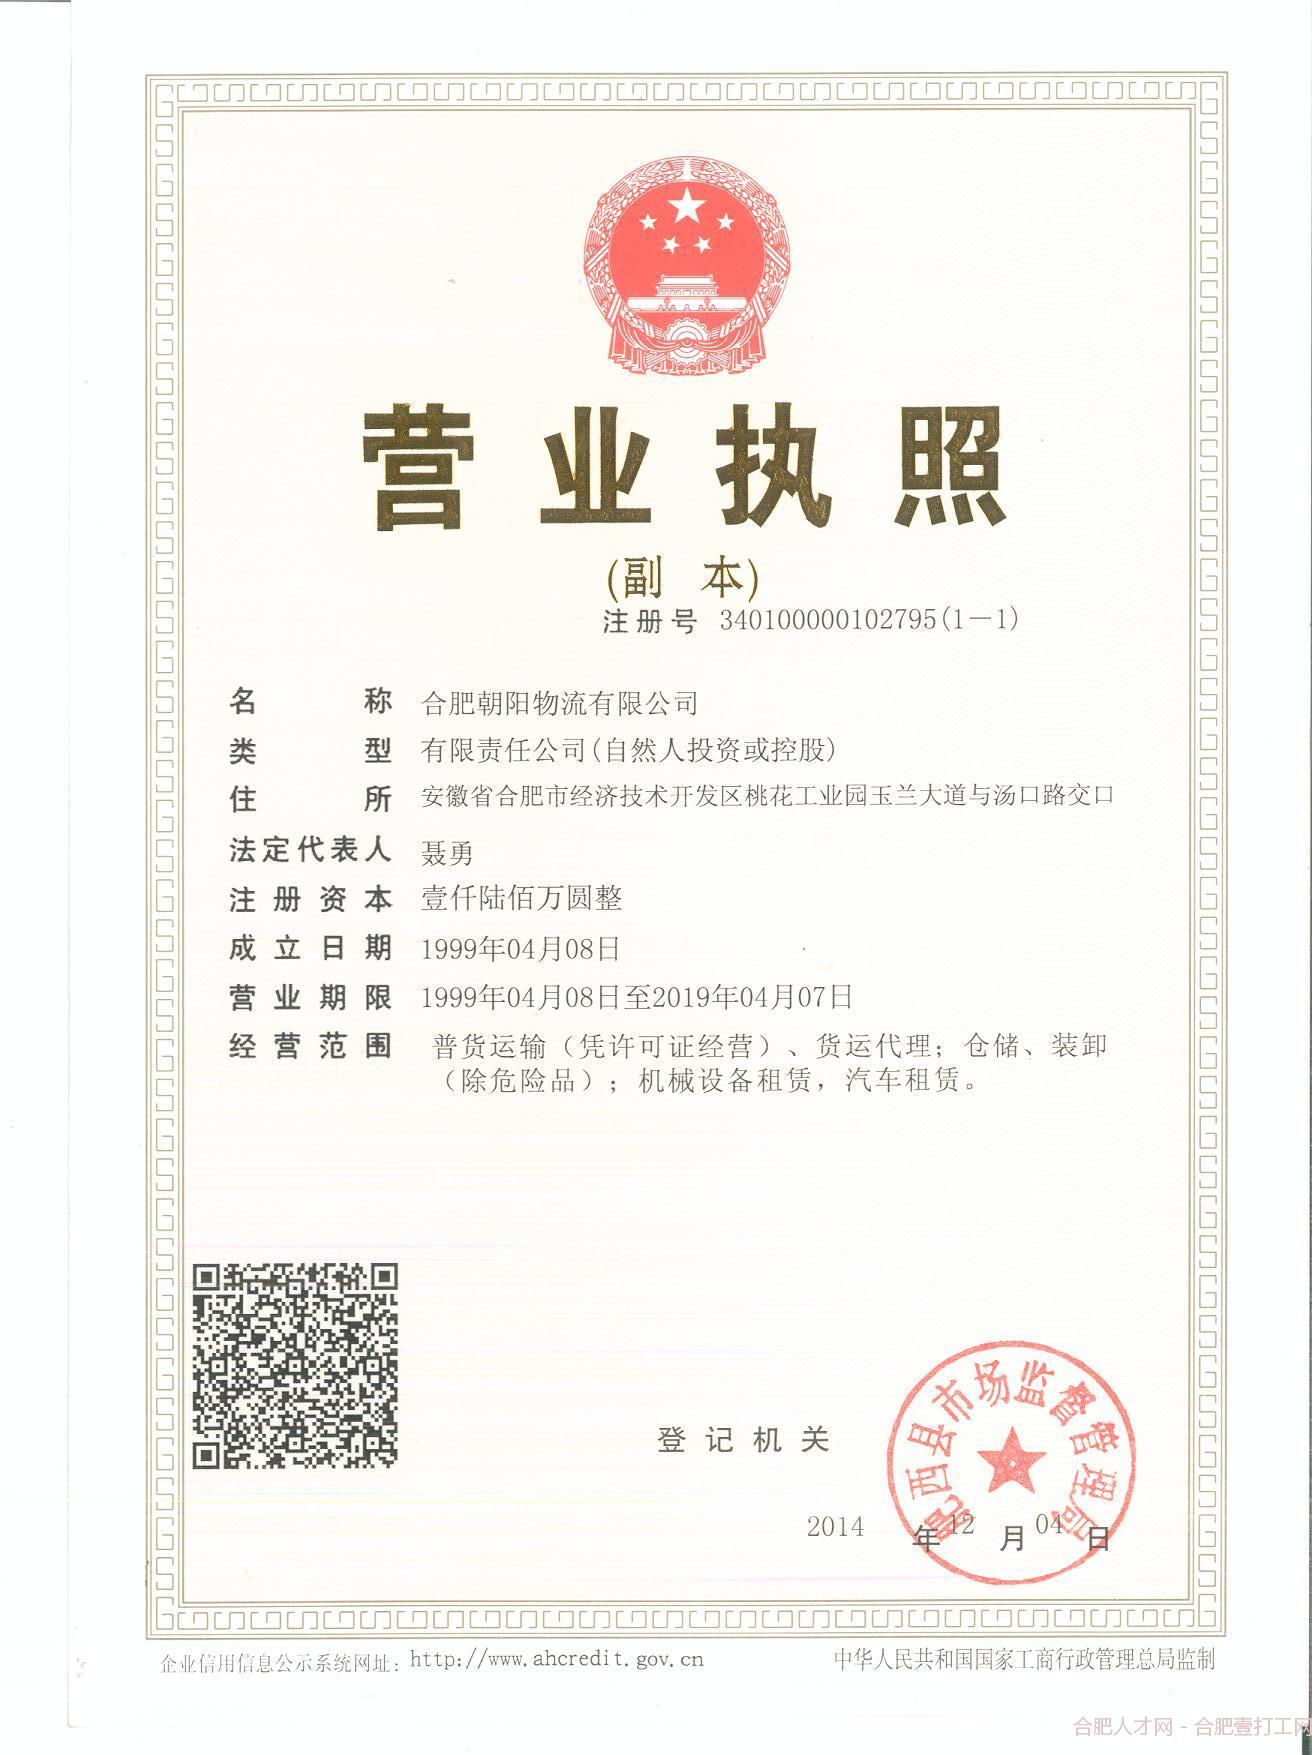 营业执照
(副 本)
注册号 340100000102795(1－1)
名 称 合肥朝阳物流有限公司
类 型 有限责任公司(自然人投资或控股)
住 所 安徽省合肥市经济技术开发区桃花工业园玉兰大道与汤口路交口
法定代表人 聂勇
注册资本 壹仟陆佰万圆整
成立日期 1999年04月08日
营业期限 1999年04月08日至2019年04月07日
经营范围 普货运输（凭许可证经营）、货运代理；仓储、装卸
（除危险品）；机械设备租赁，汽车租赁。
登记机关
肥西县市场监督管理局
2014 年 12 月 04 日
企业信用信息公示系统网址：http://www.ahcredit.gov.cn
中华人民共和国国家工商行政管理总局监制
合肥人才网 - 合肥壹打工网